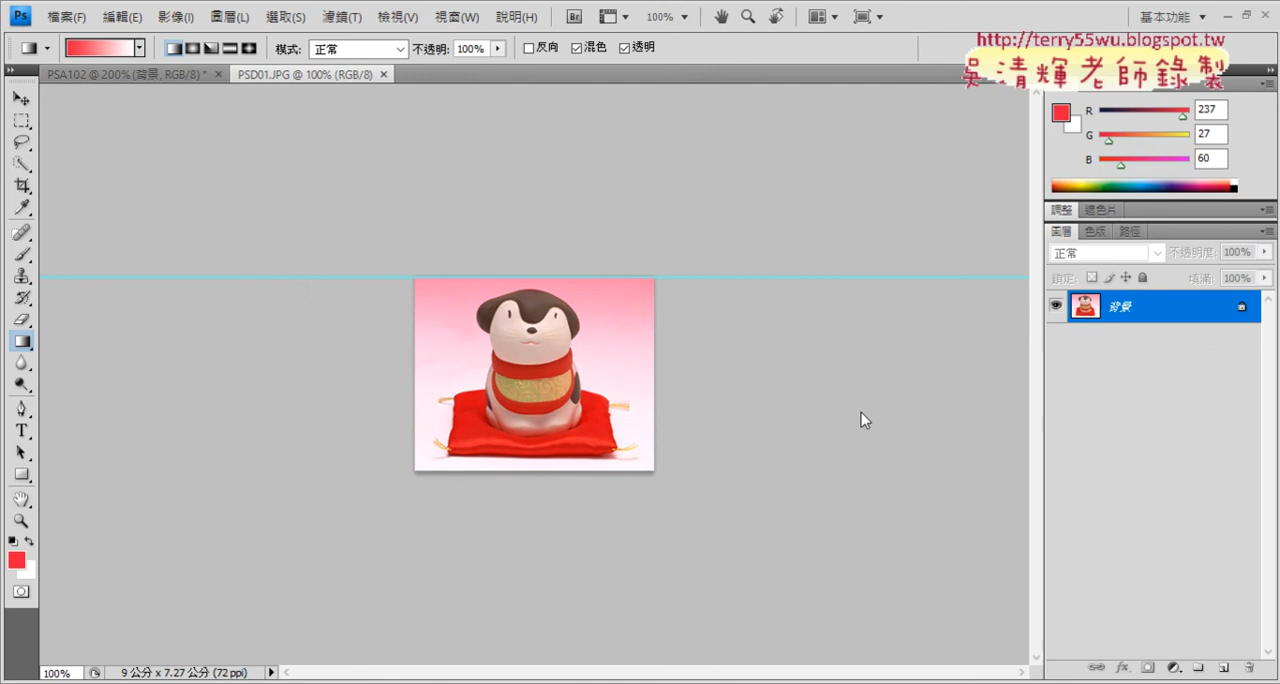 Ps 檔案(F) 編輯(E) 影像(I) 圖層(L) 選取(S) 濾鏡(T) 檢視(V) 視窗(W) 說明(H) Br 100% 基本功能
http://terry55wu.blogspot.tw
吳清輝老師錄製
模式: 正常 不透明: 100% 反向 混色 透明
PSA102 @ 200% (背景, RGB/8) * PSD01.JPG @ 100% (RGB/8)
R 237
G 27
B 60
調整 遮色片
圖層 色版 路徑
正常 不透明度: 100%
鎖定: 填滿: 100%
背景
T
fx
100% 9 公分 x 7.27 公分 (72 ppi)